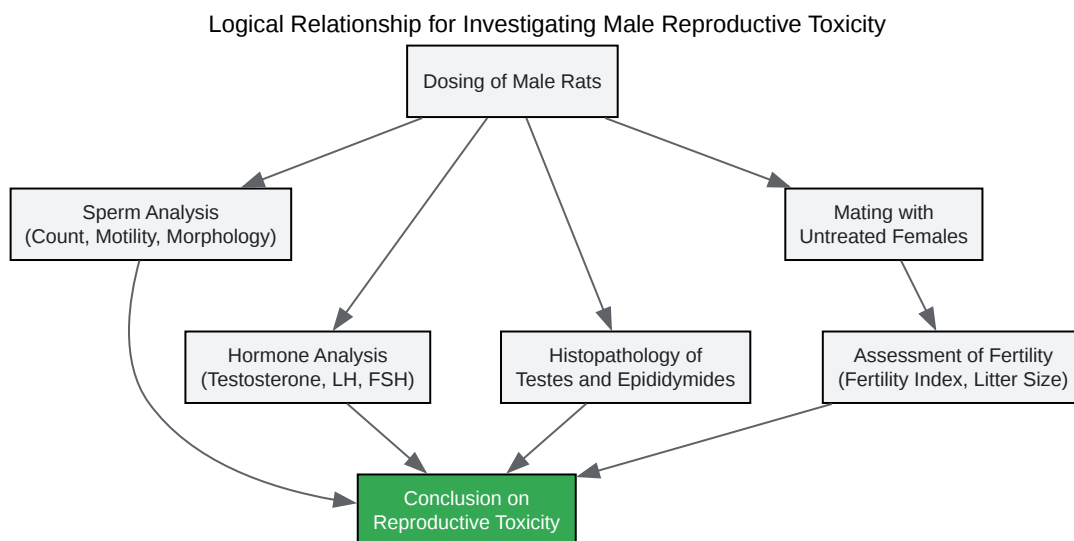 Logical Relationship for Investigating Male Reproductive Toxicity
Dosing of Male Rats
Sperm Analysis
(Count, Motility, Morphology)
Mating with
Untreated Females
Hormone Analysis
(Testosterone, LH, FSH)
Histopathology of
Testes and Epididymides
Assessment of Fertility
(Fertility Index, Litter Size)
Conclusion on
Reproductive Toxicity